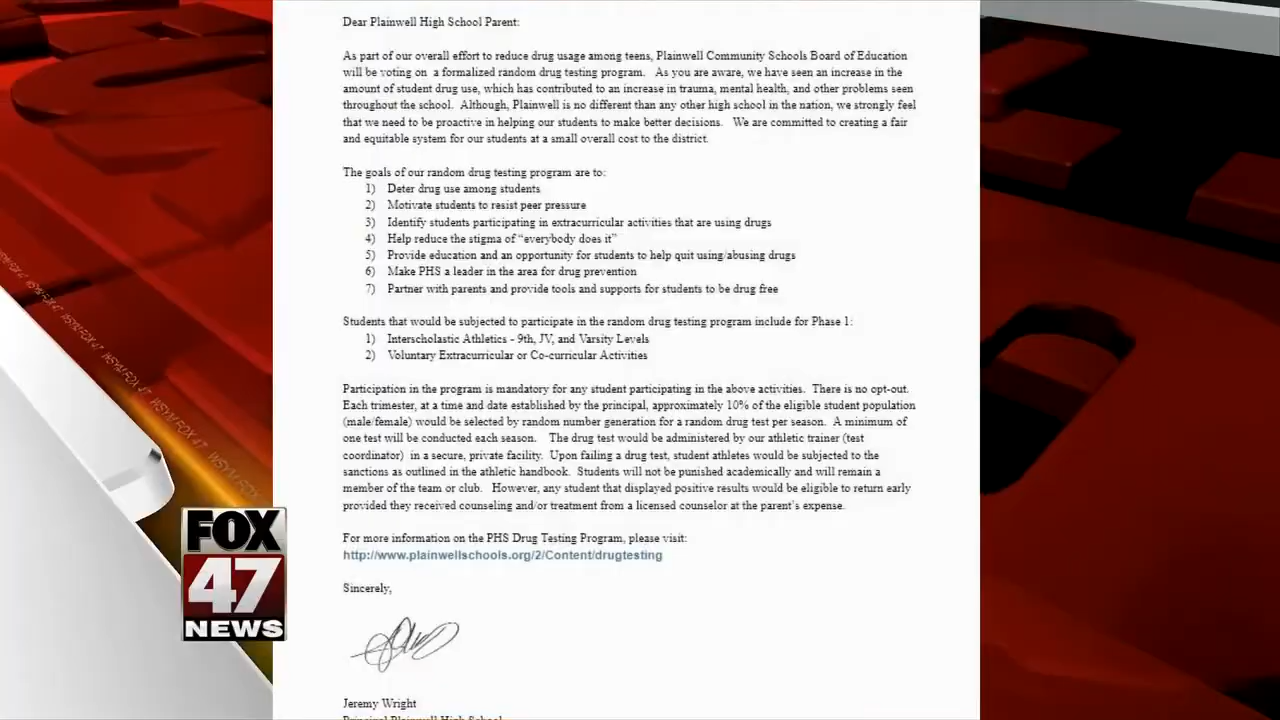 Dear Plainwell High School Parent:
As part of our overall effort to reduce drug usage among teens, Plainwell Community Schools Board of Education
will be voting on a formalized random drug testing program. As you are aware, we have seen an increase in the
amount of student drug use, which has contributed to an increase in trauma, mental health, and other problems seen
throughout the school. Although, Plainwell is no different than any other high school in the nation, we strongly feel
that we need to be proactive in helping our students to make better decisions. We are committed to creating a fair
and equitable system for our students at a small overall cost to the district.
The goals of our random drug testing program are to:
1) Deter drug use among students
2) Motivate students to resist peer pressure
3) Identify students participating in extracurricular activities that are using drugs
4) Help reduce the stigma of “everybody does it”
5) Provide education and an opportunity for students to help quit using/abusing drugs
6) Make PHS a leader in the area for drug prevention
7) Partner with parents and provide tools and supports for students to be drug free
Students that would be subjected to participate in the random drug testing program include for Phase 1:
1) Interscholastic Athletics - 9th, JV, and Varsity Levels
2) Voluntary Extracurricular or Co-curricular Activities
Participation in the program is mandatory for any student participating in the above activities. There is no opt-out.
Each trimester, at a time and date established by the principal, approximately 10% of the eligible student population
(male/female) would be selected by random number generation for a random drug test per season. A minimum of
one test will be conducted each season. The drug test would be administered by our athletic trainer (test
coordinator) in a secure, private facility. Upon failing a drug test, student athletes would be subjected to the
sanctions as outlined in the athletic handbook. Students will not be punished academically and will remain a
member of the team or club. However, any student that displayed positive results would be eligible to return early
provided they received counseling and/or treatment from a licensed counselor at the parent's expense.
For more information on the PHS Drug Testing Program, please visit:
http://www.plainwellschools.org/2/Content/drugtesting
Sincerely,
Jeremy Wright
Principal Plainwell High School
FOX
47
NEWS
WSYM FOX 47 WSYM FOX 47 WSYM FOX 47